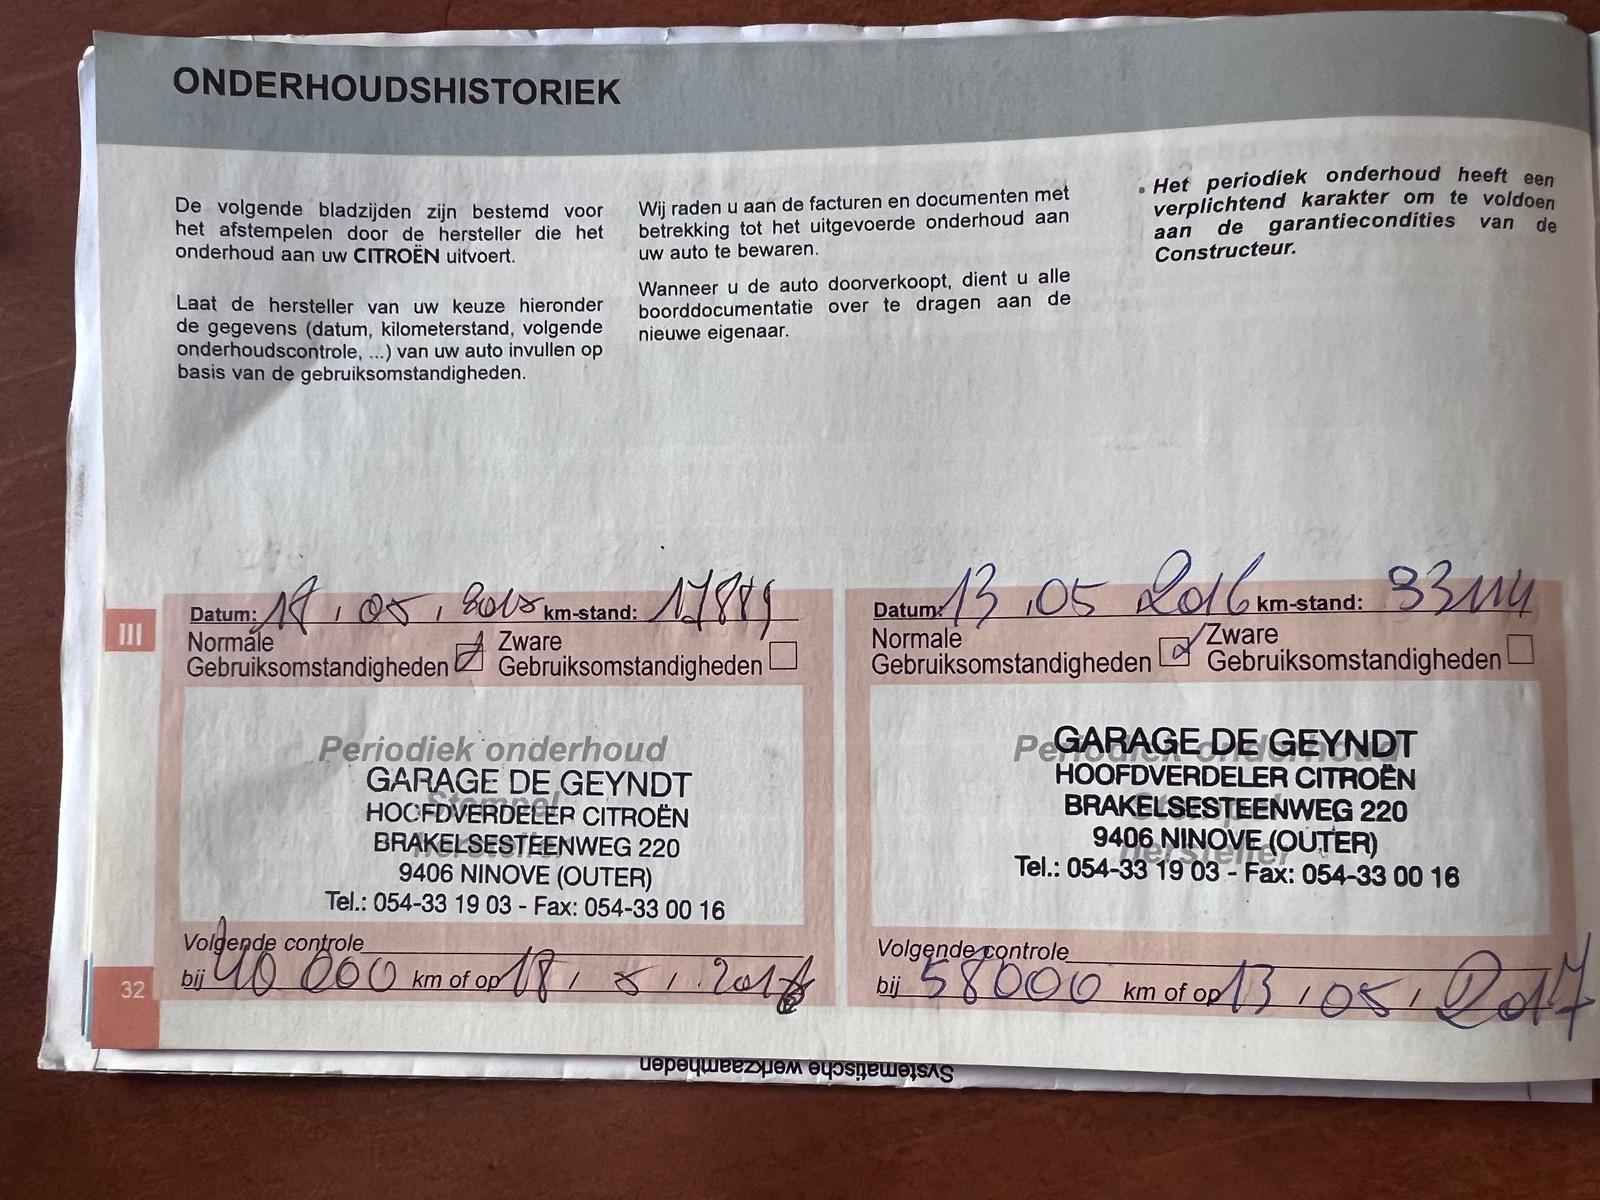 ONDERHOUDSHISTORIEK
De volgende bladzijden zijn bestemd voor
het afstempelen door de hersteller die het
onderhoud aan uw CITROËN uitvoert.
Laat de hersteller van uw keuze hieronder
de gegevens (datum, kilometerstand, volgende
onderhoudscontrole, ...) van uw auto invullen op
basis van de gebruiksomstandigheden.
Wij raden u aan de facturen en documenten met
betrekking tot het uitgevoerde onderhoud aan
uw auto te bewaren.
Wanneer u de auto doorverkoopt, dient u alle
boorddocumentatie over te dragen aan de
nieuwe eigenaar.
. Het periodiek onderhoud heeft een
verplichtend karakter om te voldoen
aan de garantiecondities van de
Constructeur.
III
Datum: 18 . 05 . 2015 km-stand: 17889
Normale
Gebruiksomstandigheden
Zware
Gebruiksomstandigheden
Periodiek onderhoud
Stempel
hersteller
GARAGE DE GEYNDT
HOOFDVERDELER CITROËN
BRAKELSESTEENWEG 220
9406 NINOVE (OUTER)
Tel.: 054-33 19 03 - Fax: 054-33 00 16
Volgende controle
bij 40 000 km of op 18 . 5 .
Datum: 13 .05 2016 km-stand:
Normale
Gebruiksomstandigheden
Zware
Gebruiksomstandigheden
Periodiek onderhoud
Stempel
hersteller
GARAGE DE GEYNDT
HOOFDVERDELER CITROËN
BRAKELSESTEENWEG 220
9406 NINOVE (OUTER)
Tel.: 054-33 19 03 - Fax: 054-33 00 16
Volgende controle
bij 58000 km of op 13 . 05 . 2017
32
Systematische werkzaamheden